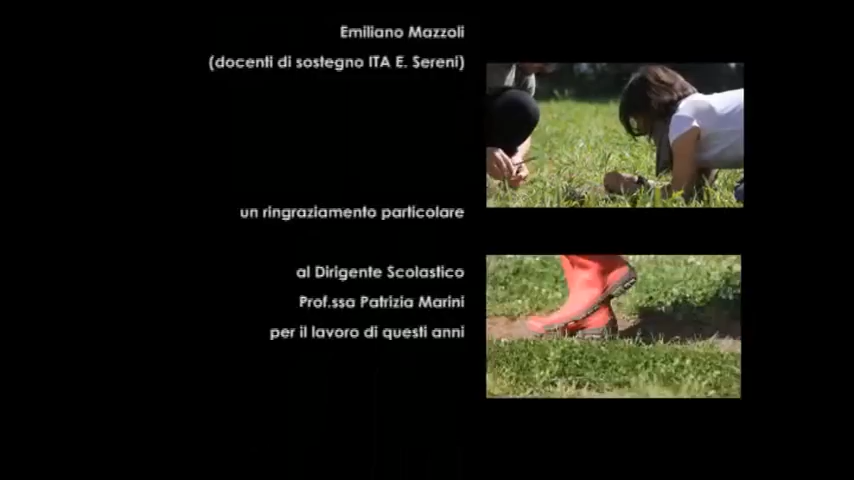 Emiliano Mazzoli
(docenti di sostegno ITA E. Sereni)
un ringraziamento particolare
al Dirigente Scolastico
Prof.ssa Patrizia Marini
per il lavoro di questi anni